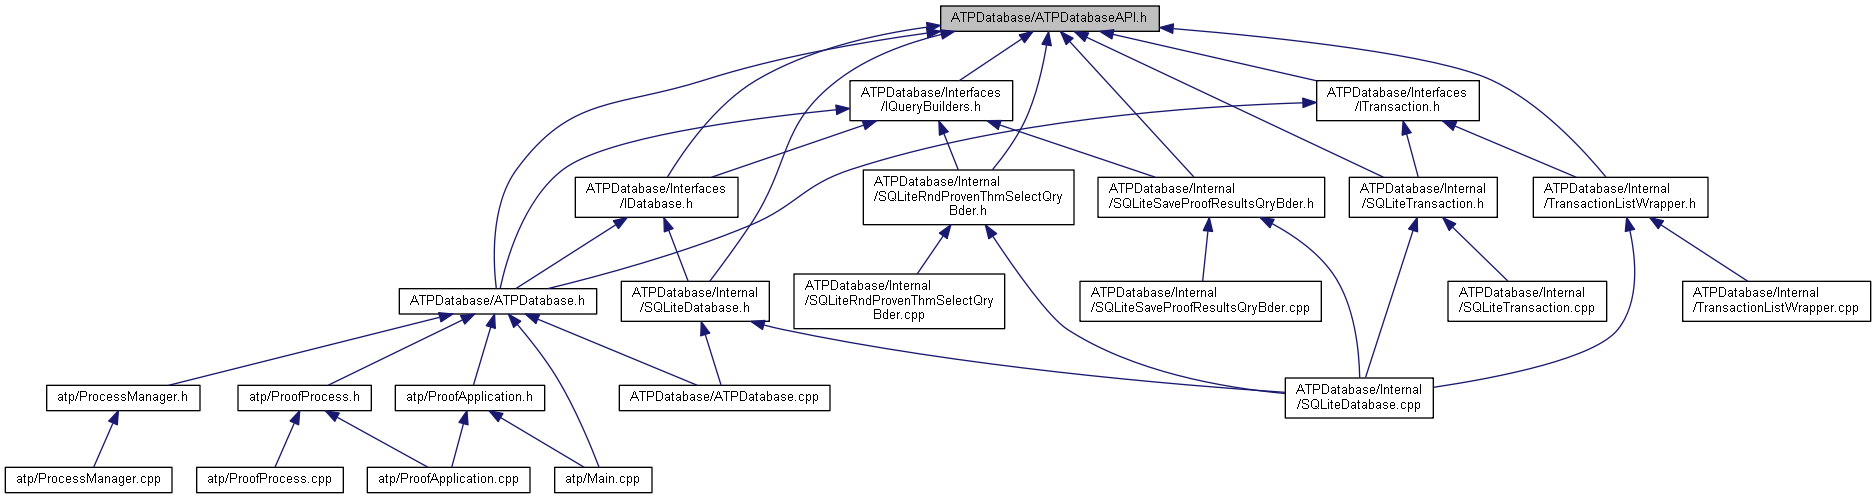 ATPDatabase/ATPDatabaseAPI.h
ATPDatabase/Interfaces
/IQueryBuilders.h
ATPDatabase/Interfaces
/ITransaction.h
ATPDatabase/Interfaces
/IDatabase.h
ATPDatabase/Internal
/SQLiteRndProvenThmSelectQry
Bder.h
ATPDatabase/Internal
/SQLiteSaveProofResultsQryBder.h
ATPDatabase/Internal
/SQLiteTransaction.h
ATPDatabase/Internal
/TransactionListWrapper.h
ATPDatabase/ATPDatabase.h
ATPDatabase/Internal
/SQLiteDatabase.h
ATPDatabase/Internal
/SQLiteRndProvenThmSelectQry
Bder.cpp
ATPDatabase/Internal
/SQLiteSaveProofResultsQryBder.cpp
ATPDatabase/Internal
/SQLiteTransaction.cpp
ATPDatabase/Internal
/TransactionListWrapper.cpp
atp/ProcessManager.h
atp/ProofProcess.h
atp/ProofApplication.h
ATPDatabase/ATPDatabase.cpp
ATPDatabase/Internal
/SQLiteDatabase.cpp
atp/ProcessManager.cpp
atp/ProofProcess.cpp
atp/ProofApplication.cpp
atp/Main.cpp